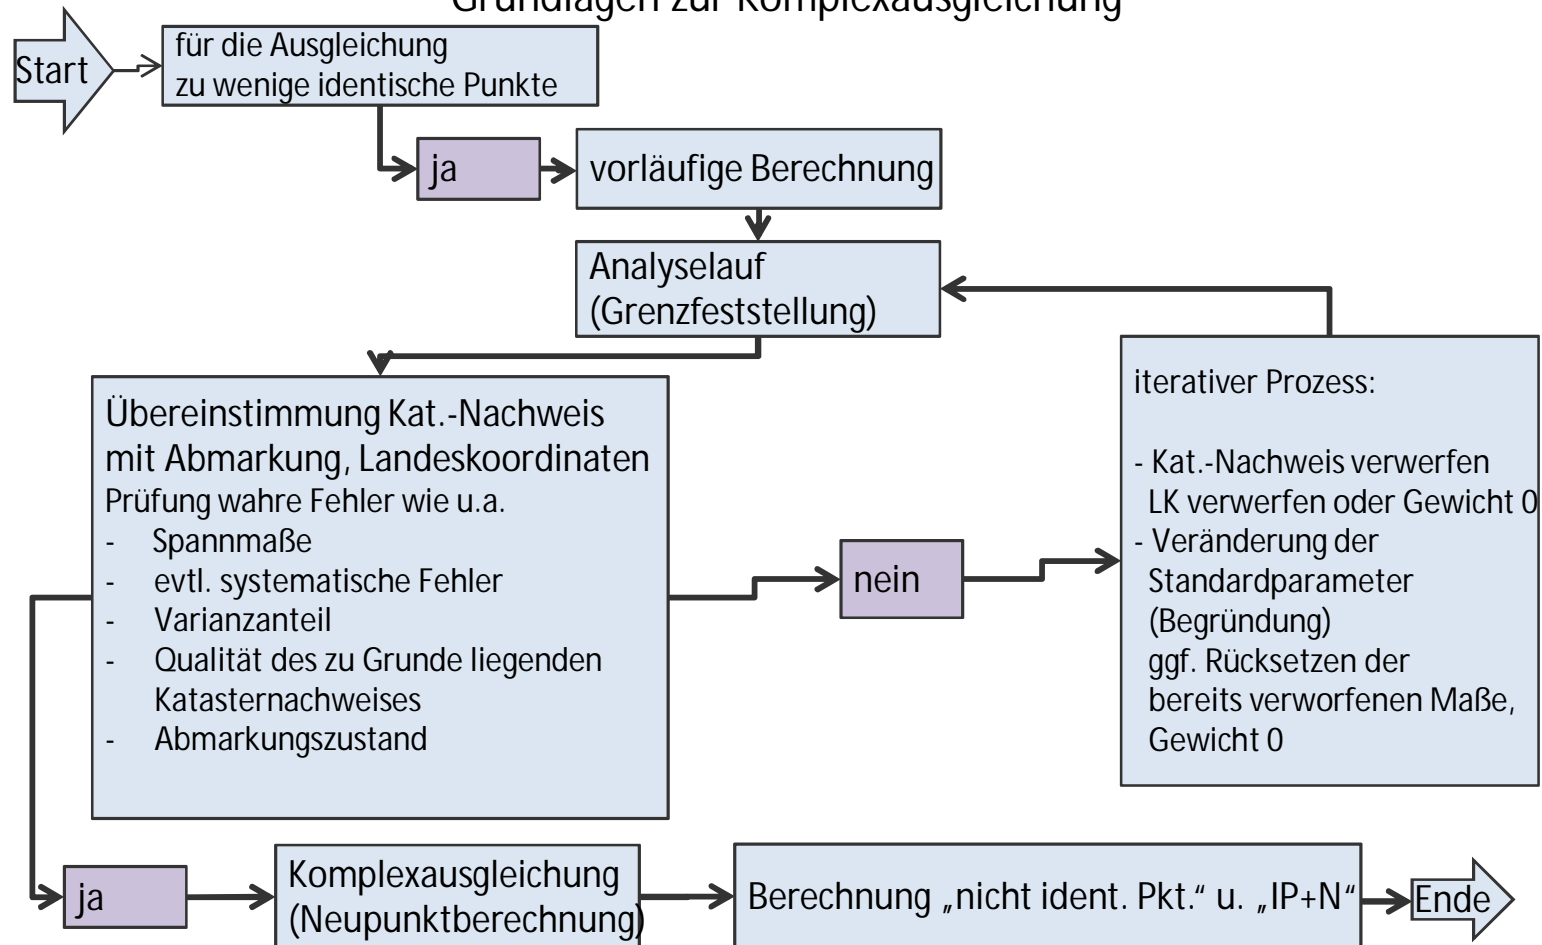 Grundlagen zur Komplexausgleichung
Start
für die Ausgleichung
zu wenige identische Punkte
ja
vorläufige Berechnung
Analyselauf
(Grenzfeststellung)
Übereinstimmung Kat.-Nachweis
mit Abmarkung, Landeskoordinaten
Prüfung wahre Fehler wie u.a.
- Spannmaße
- evtl. systematische Fehler
- Varianzanteil
- Qualität des zu Grunde liegenden
Katasternachweises
- Abmarkungszustand
nein
iterativer Prozess:
- Kat.-Nachweis verwerfen
LK verwerfen oder Gewicht 0
- Veränderung der
Standardparameter
(Begründung)
ggf. Rücksetzen der
bereits verworfenen Maße,
Gewicht 0
ja
Komplexausgleichung
(Neupunktberechnung)
Berechnung „nicht ident. Pkt.“ u. „IP+N“
Ende